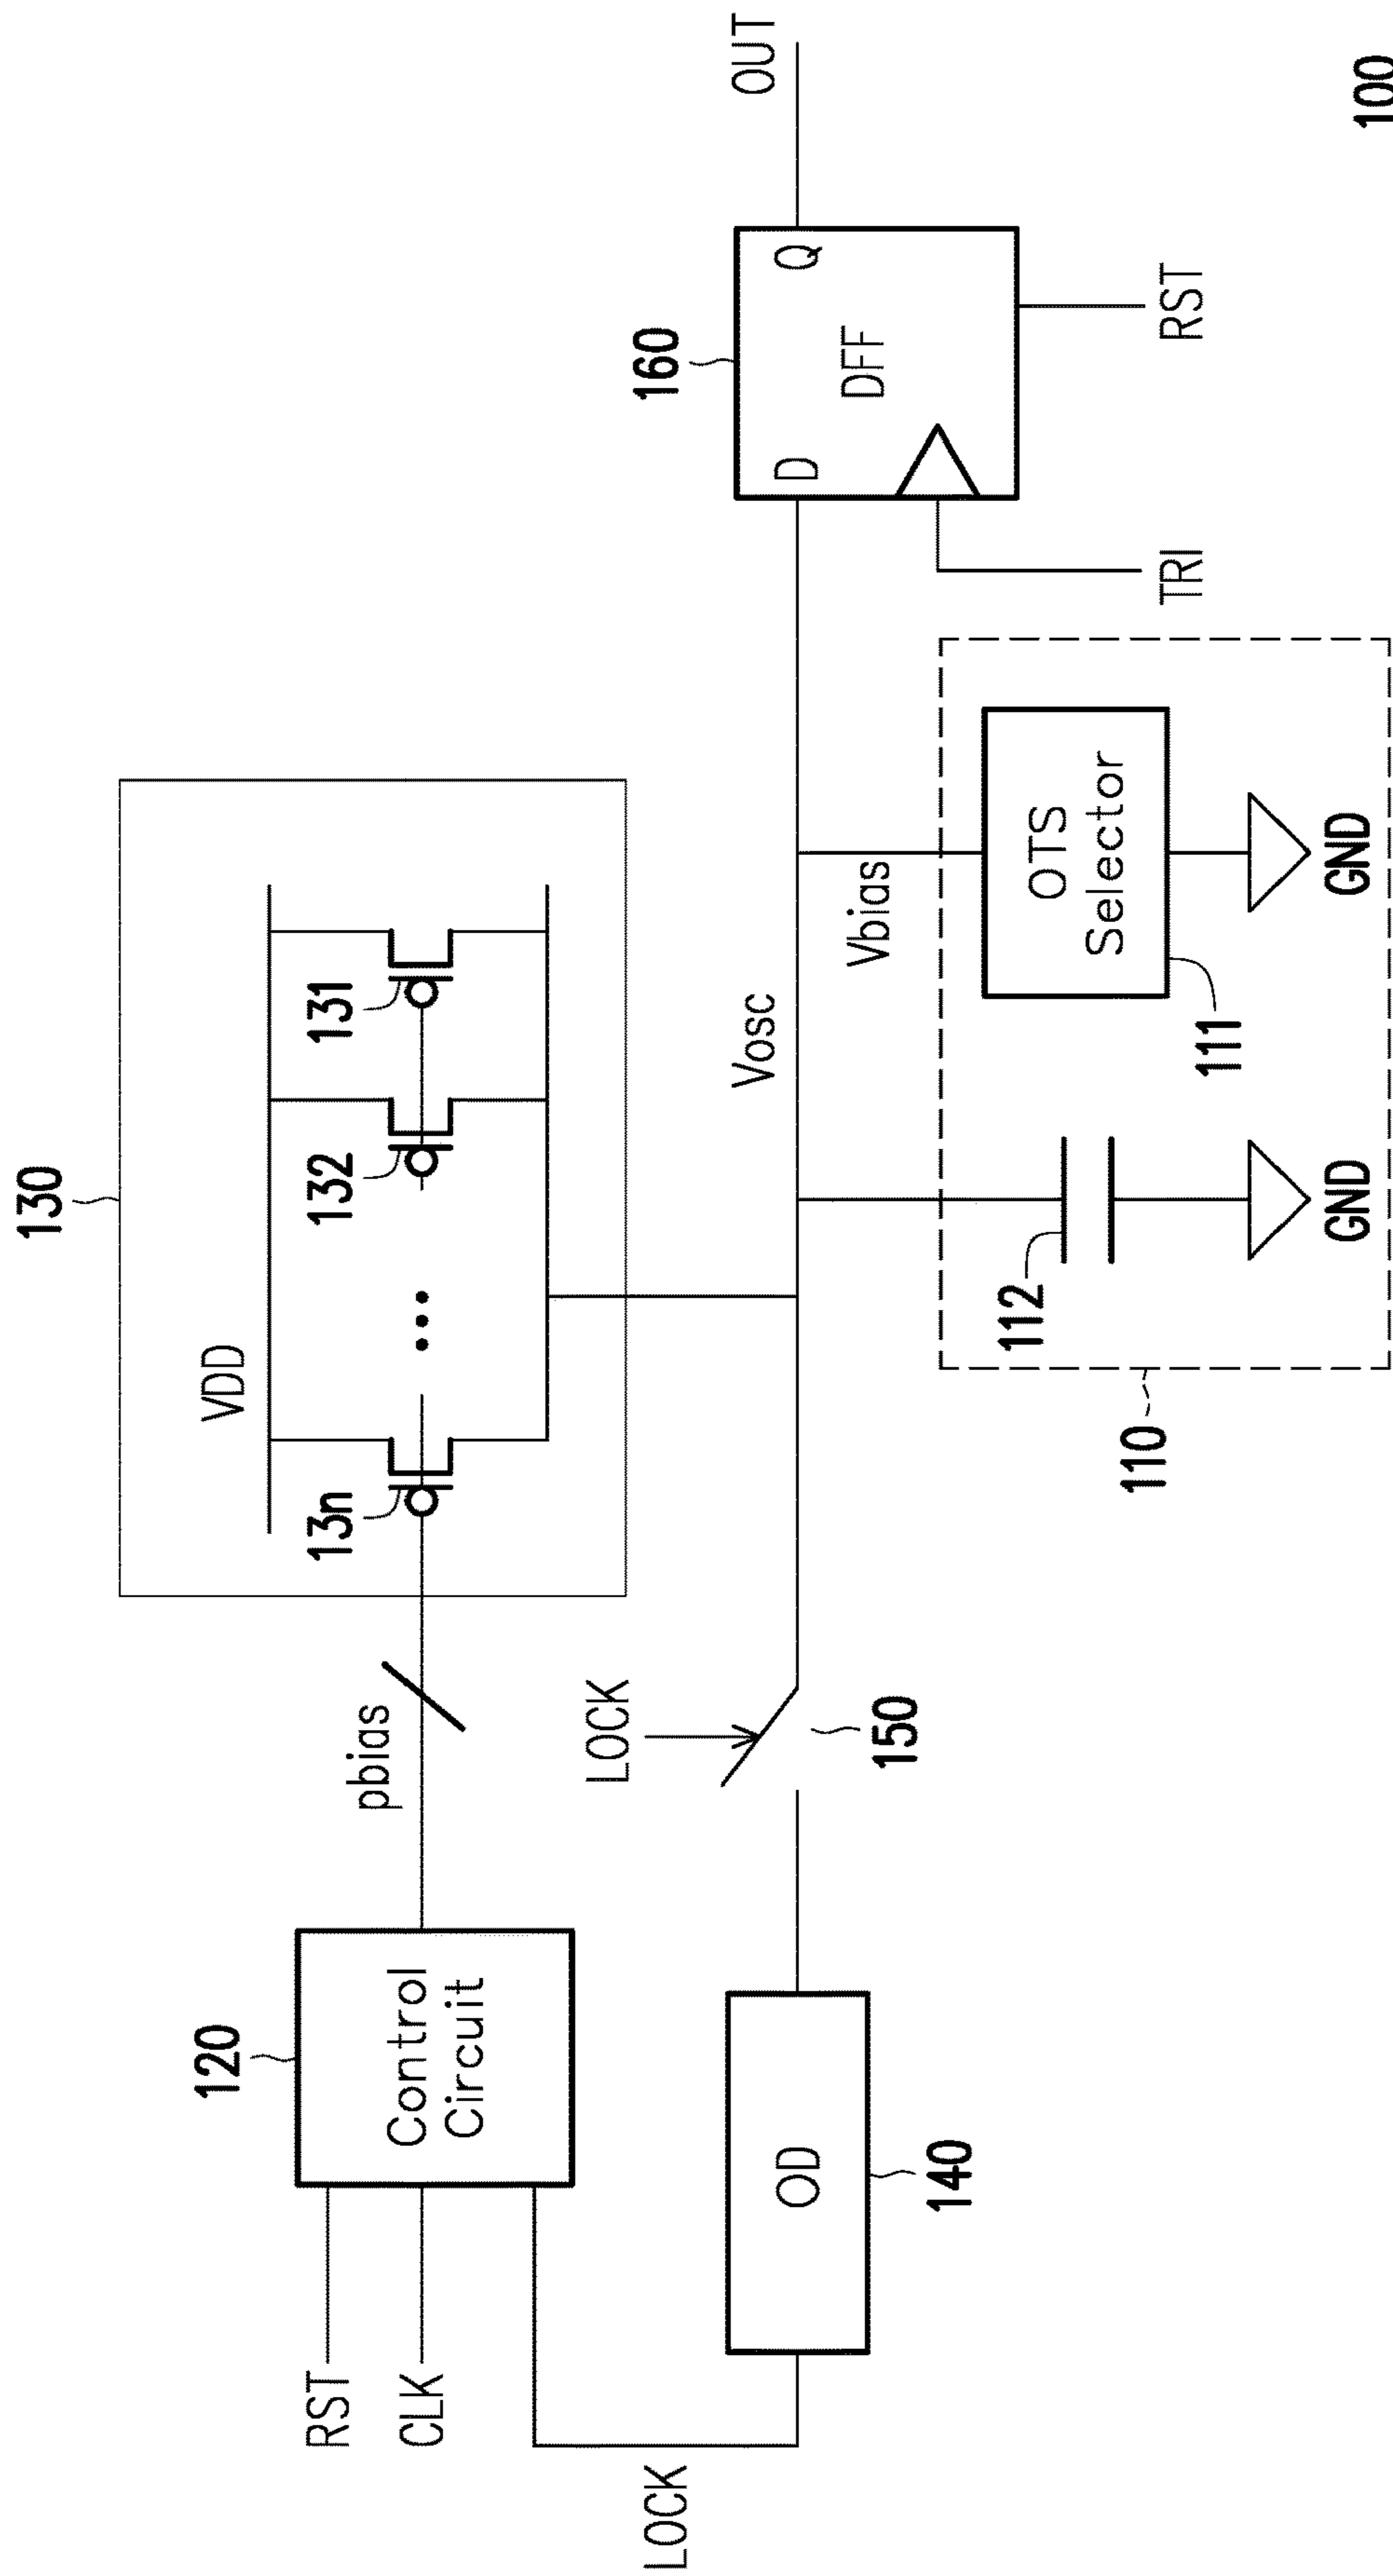 130
VDD
13n
132
131
120
pbias
Control
Circuit
RST
CLK
LOCK
LOCK
150
OD
140
Vosc
Vbias
160
D
Q
DFF
OUT
TRI
RST
110
112
OTS
Selector
111
GND
GND
100